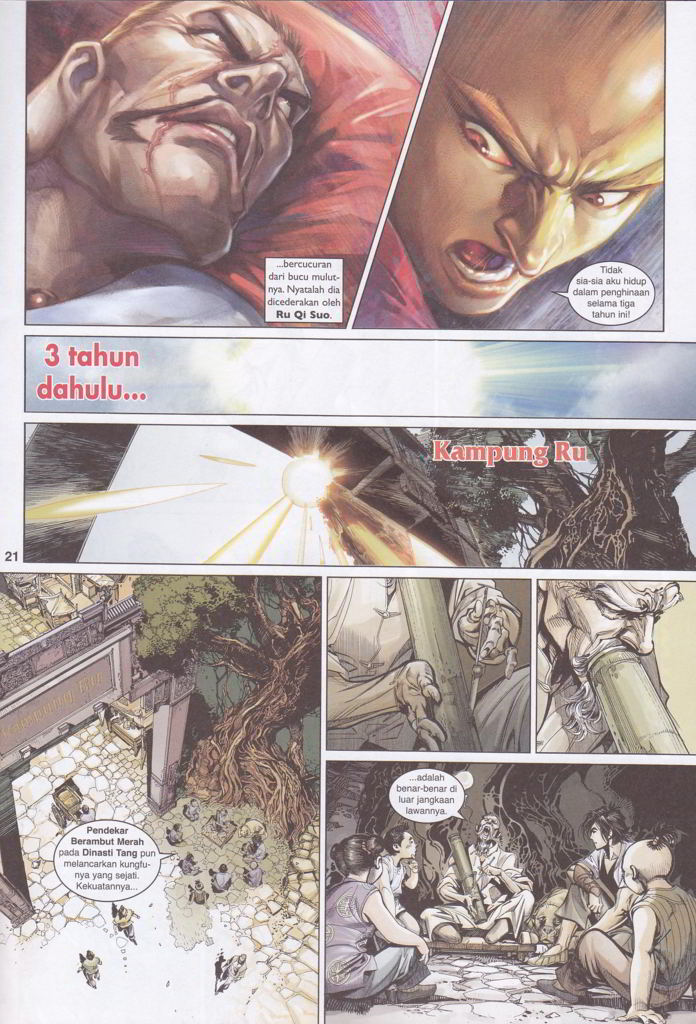 ...bercucuran
dari bucu mulut-
nya. Nyatalah dia
dicederakan oleh
Ru Qi Suo.
Tidak
sia-sia aku hidup
dalam penghinaan
selama tiga
tahun ini!
3 tahun
dahulu...
Kampung Ru
21
Kampung Ru
Pendekar
Berambut Merah
pada Dinasti Tang pun
melancarkan kungfu-
nya yang sejati.
Kekuatannya...
...adalah
benar-benar di
luar jangkaan
lawannya.